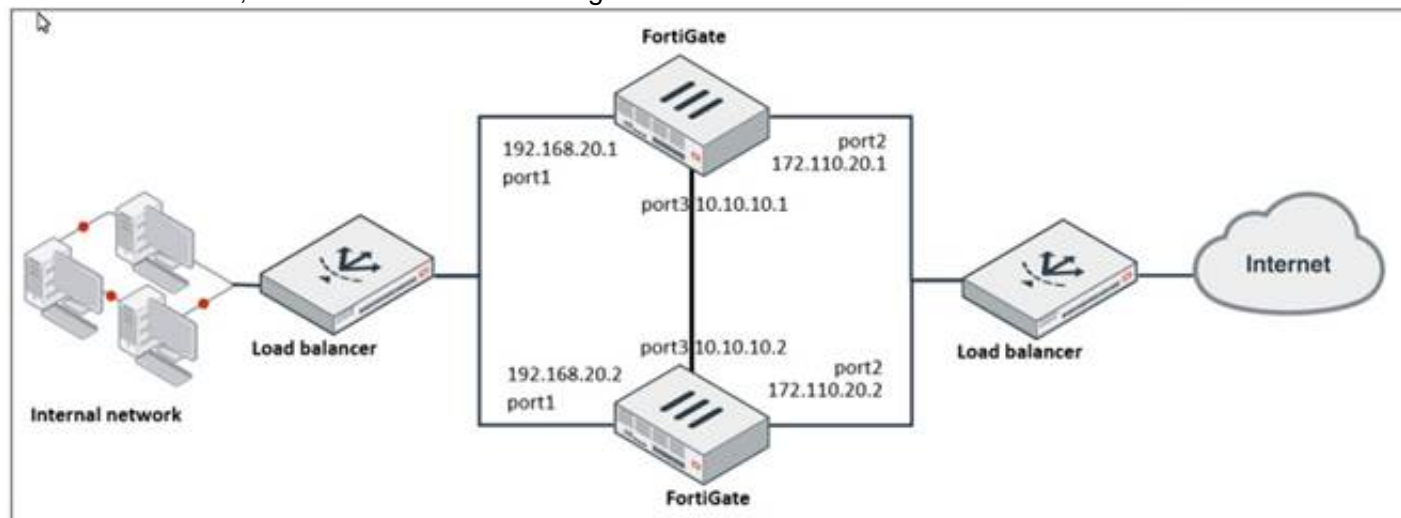 FortiGate
192.168.20.1
port1
port2
172.110.20.1
port3 10.10.10.1
Internet
Load balancer
Load balancer
port3 10.10.10.2
192.168.20.2
port1
port2
172.110.20.2
Internal network
FortiGate